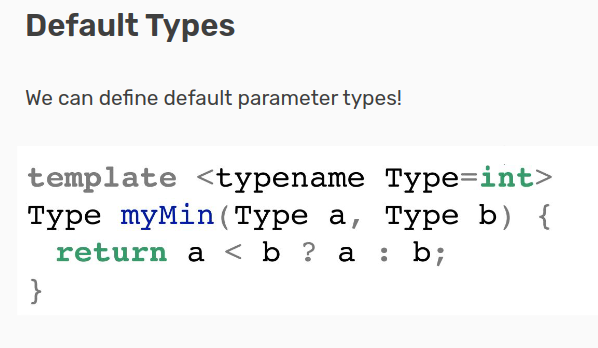 Default Types
We can define default parameter types!
template <typename Type=int>
Type myMin(Type a, Type b) {
  return a < b ? a : b;
}